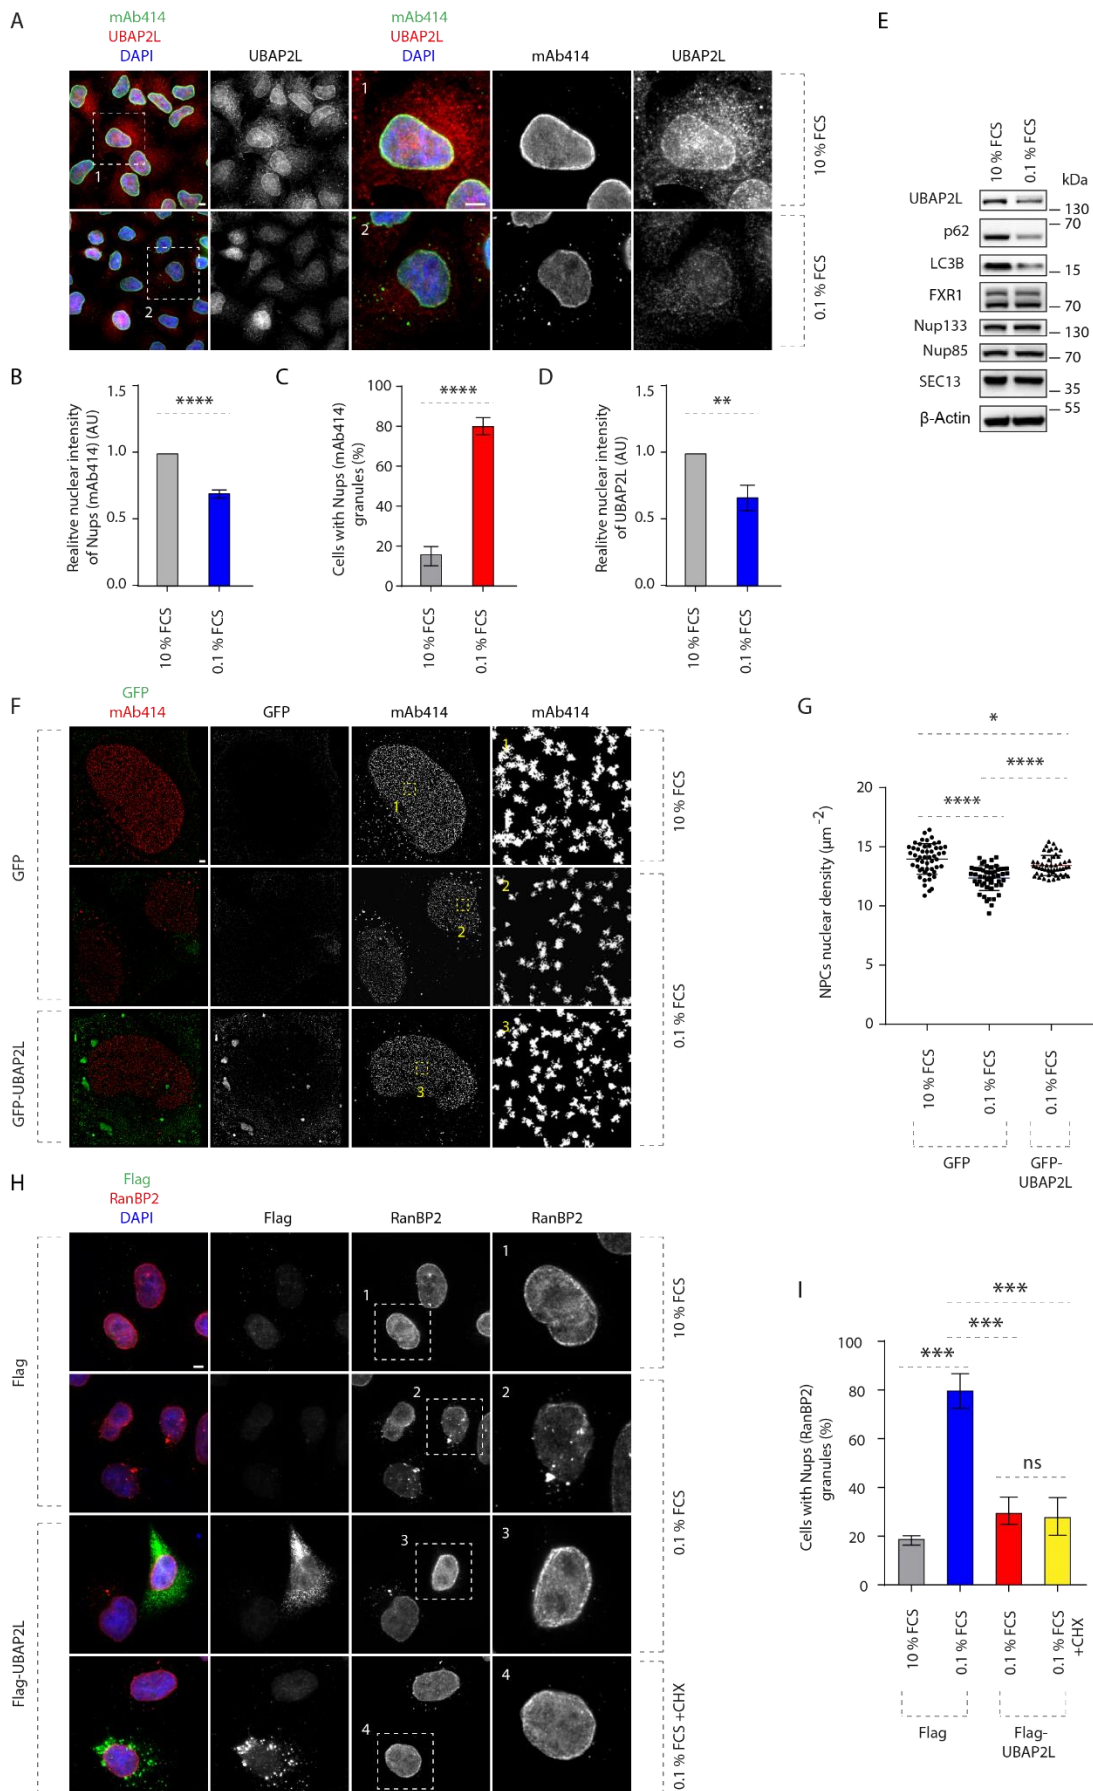 A
mAb414
UBAP2L
DAPI
UBAP2L
mAb414
UBAP2L
DAPI
mAb414
UBAP2L
1
1
10 % FCS
2
2
0.1 % FCS
E
10 % FCS
0.1 % FCS
kDa
UBAP2L
130
70
p62
LC3B
15
FXR1
70
Nup133
130
Nup85
70
SEC13
35
55
β-Actin
B
Realitve nuclear intensity
of Nups (mAb414) (AU)
1.5
1.0
0.5
0.0
****
10 % FCS
0.1 % FCS
C
Cells with Nups (mAb414)
granules (%)
100
80
60
40
20
0
****
10 % FCS
0.1 % FCS
D
Realitve nuclear intensity
of UBAP2L (AU)
1.5
1.0
0.5
0.0
**
10 % FCS
0.1 % FCS
F
GFP
mAb414
GFP
mAb414
mAb414
GFP
1
1
10 % FCS
2
2
0.1 % FCS
GFP-UBAP2L
3
3
G
NPCs nuclear density (μm⁻²)
20
15
10
5
0
*
****
****
10 % FCS
0.1 % FCS
0.1 % FCS
GFP
GFP-
UBAP2L
H
Flag
RanBP2
DAPI
Flag
RanBP2
RanBP2
Flag
1
1
10 % FCS
2
2
0.1 % FCS
Flag-UBAP2L
3
3
4
4
0.1 % FCS +CHX
I
Cells with Nups (RanBP2)
granules (%)
100
80
60
40
20
0
***
***
***
ns
10 % FCS
0.1 % FCS
0.1 % FCS
0.1 % FCS
+CHX
Flag
Flag-
UBAP2L